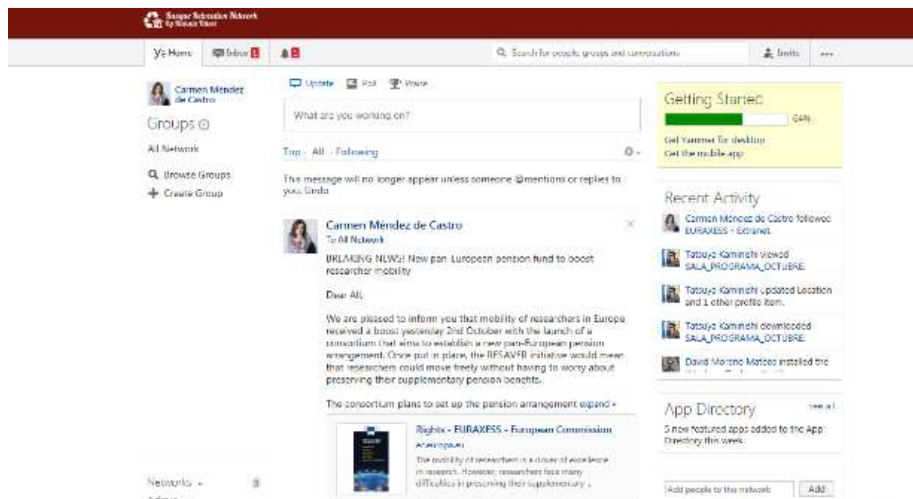 By
Home
Inbox
Search for people, groups and conversations
Invite
Carmen Méndez
de Castro
Groups
All Network
Browse Groups
Create Group
Update Poll Praise
What are you working on?
Top All Following
This message will no longer appear unless someone @mentions or replies to
you. Undo
Carmen Méndez de Castro
To All Network
BREAKING NEWS! New pan-European pension fund to boost
researcher mobility
Dear All,
We are pleased to inform you that mobility of researchers in Europe
received a boost yesterday 2nd October with the launch of a
consortium that aims to establish a new pan-European pension
arrangement. Once put in place, the RESAVER initiative would mean
that researchers could move freely without having to worry about
preserving their supplementary pension benefits.
The consortium plans to set up the pension arrangement expand »
Rights - EURAXESS - European Commission
ec.europa.eu
The mobility of researchers is a driver of excellence
in research. However, researchers face many
difficulties in preserving their supplementary
Getting Started
64%
Get Yammer for desktop
Get the mobile app
Recent Activity
Carmen Méndez de Castro followed
EURAXESS - Extranet.
Tatsuya Kaminishi viewed
SALA_PROGRAMA_OCTUBRE.
Tatsuya Kaminishi updated Location
and 1 other profile item.
Tatsuya Kaminishi downloaded
SALA_PROGRAMA_OCTUBRE.
David Moreno Mateos installed the
App Directory see all
5 new featured apps added to the App
Directory this week.
Add people to this network Add
Networks